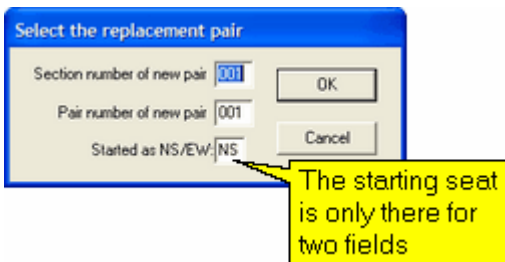 Select the replacement pair
Section number of new pair 001
OK
Pair number of new pair 001
Cancel
Started as NS/EW: NS
The starting seat
is only there for
two fields